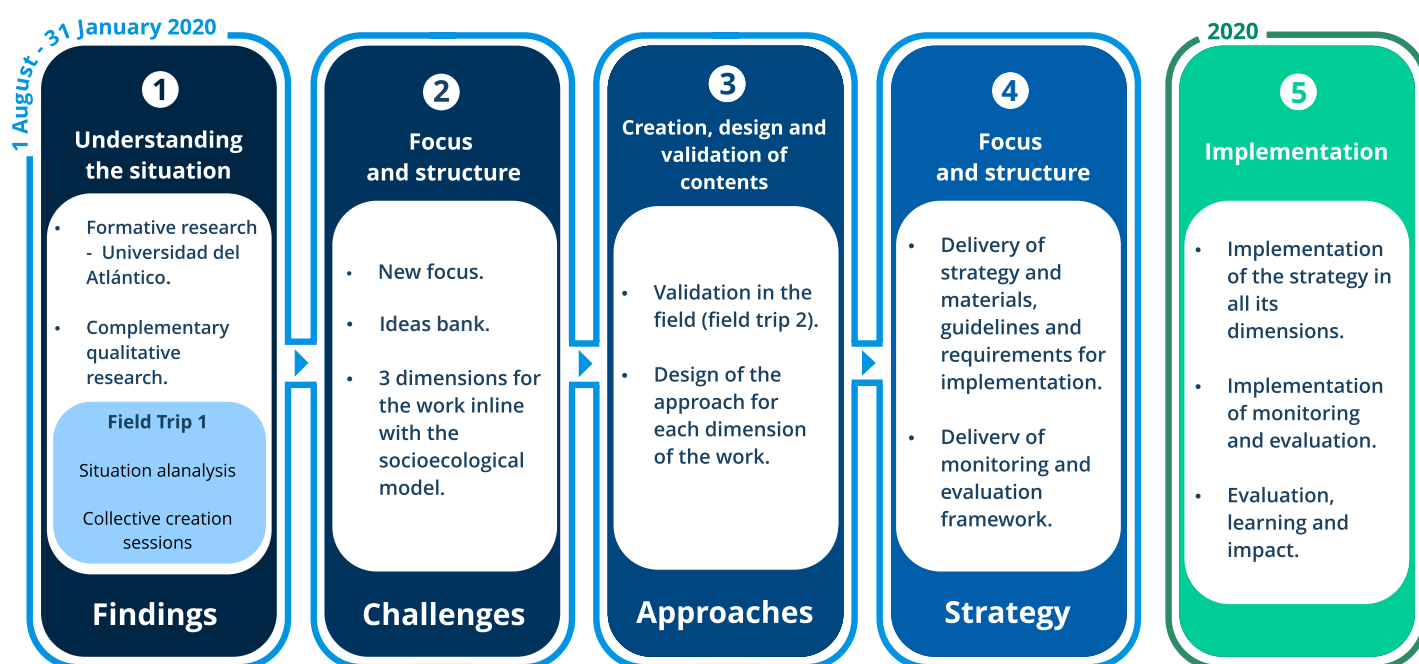 1 August - 31 January 2020
1
Understanding
the situation
• Formative research
- Universidad del
Atlántico.
• Complementary
qualitative
research.
Field Trip 1
Situation alanalysis
Collective creation
sessions
Findings
2
Focus
and structure
• New focus.
• Ideas bank.
• 3 dimensions for
the work inline
with the
socioecological
model.
Challenges
3
Creation, design and
validation of
contents
• Validation in the
field (field trip 2).
• Design of the
approach for
each dimension
of the work.
Approaches
4
Focus
and structure
• Delivery of
strategy and
materials,
guidelines and
requirements for
implementation.
• Delivery of
monitoring and
evaluation
framework.
Strategy
2020
5
Implementation
• Implementation
of the strategy in
all its
dimensions.
• Implementation
of monitoring
and evaluation.
• Evaluation,
learning and
impact.